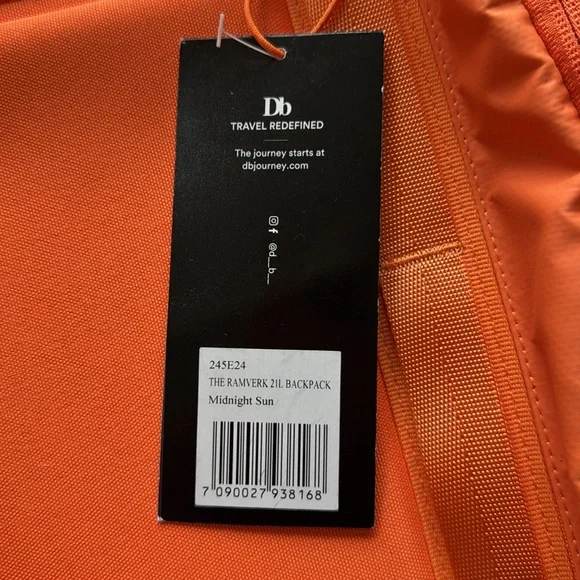 Db
TRAVEL REDEFINED
The journey starts at
dbjourney.com
@d__b__
245E24
THE RAMVERK 21L BACKPACK
Midnight Sun
7 090027 938168